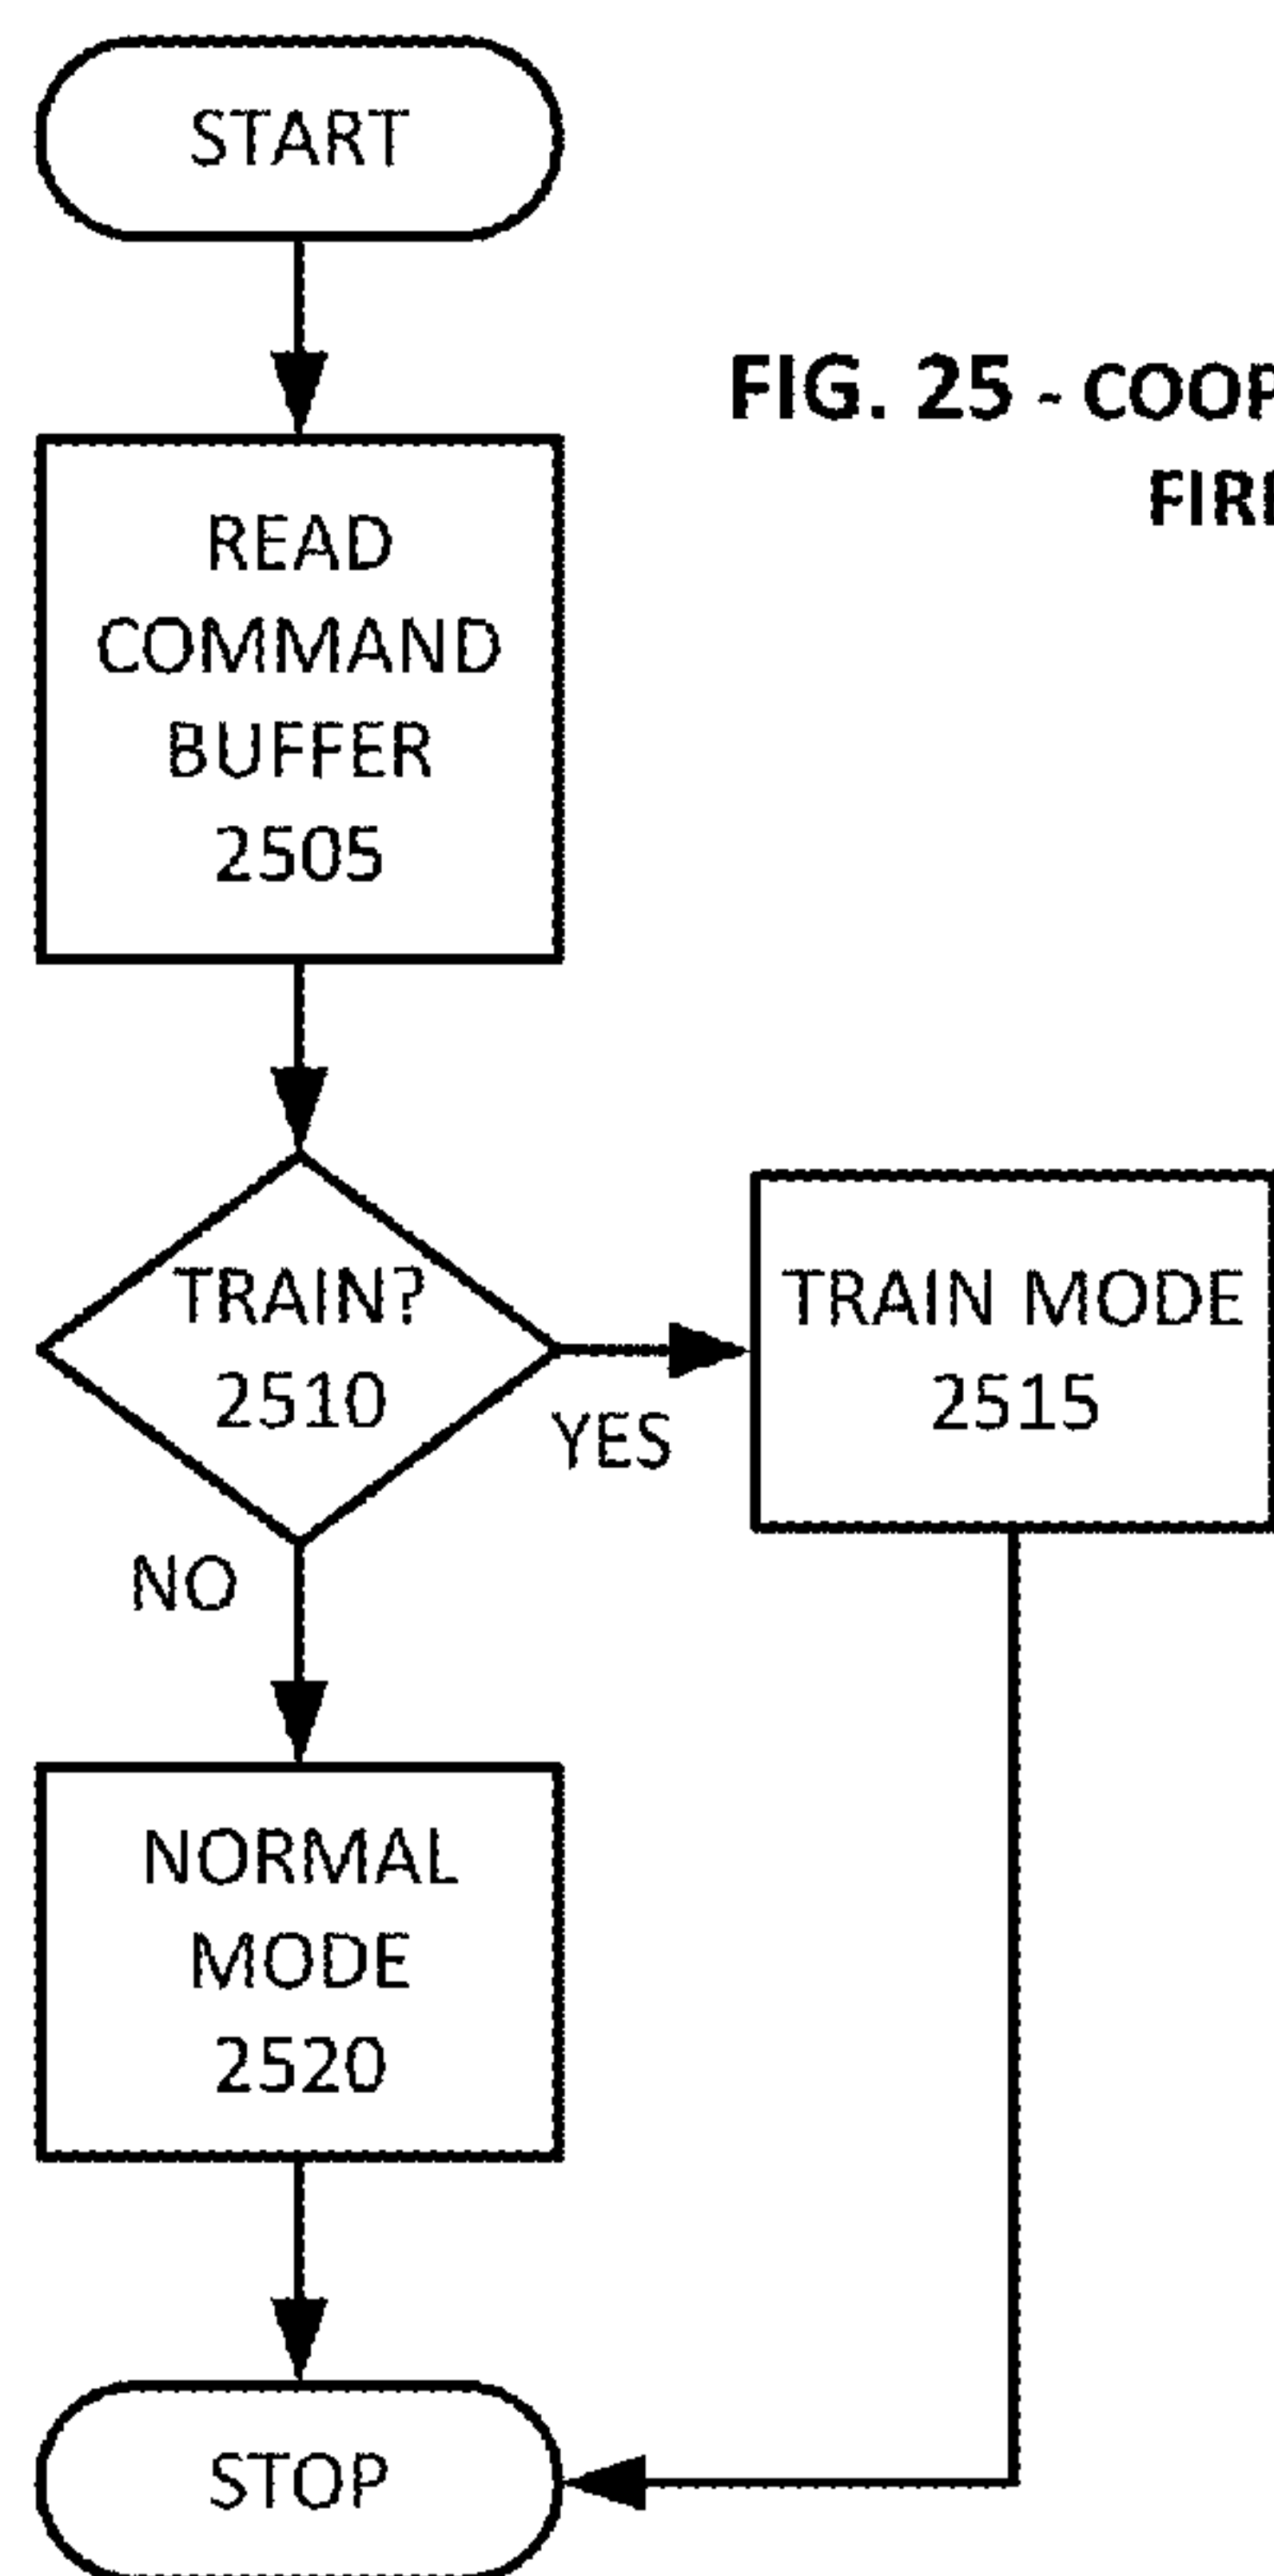 START
FIG. 25 - COOP
FIR
READ
COMMAND
BUFFER
2505
TRAIN?
2510
YES
TRAIN MODE
2515
NO
NORMAL
MODE
2520
STOP